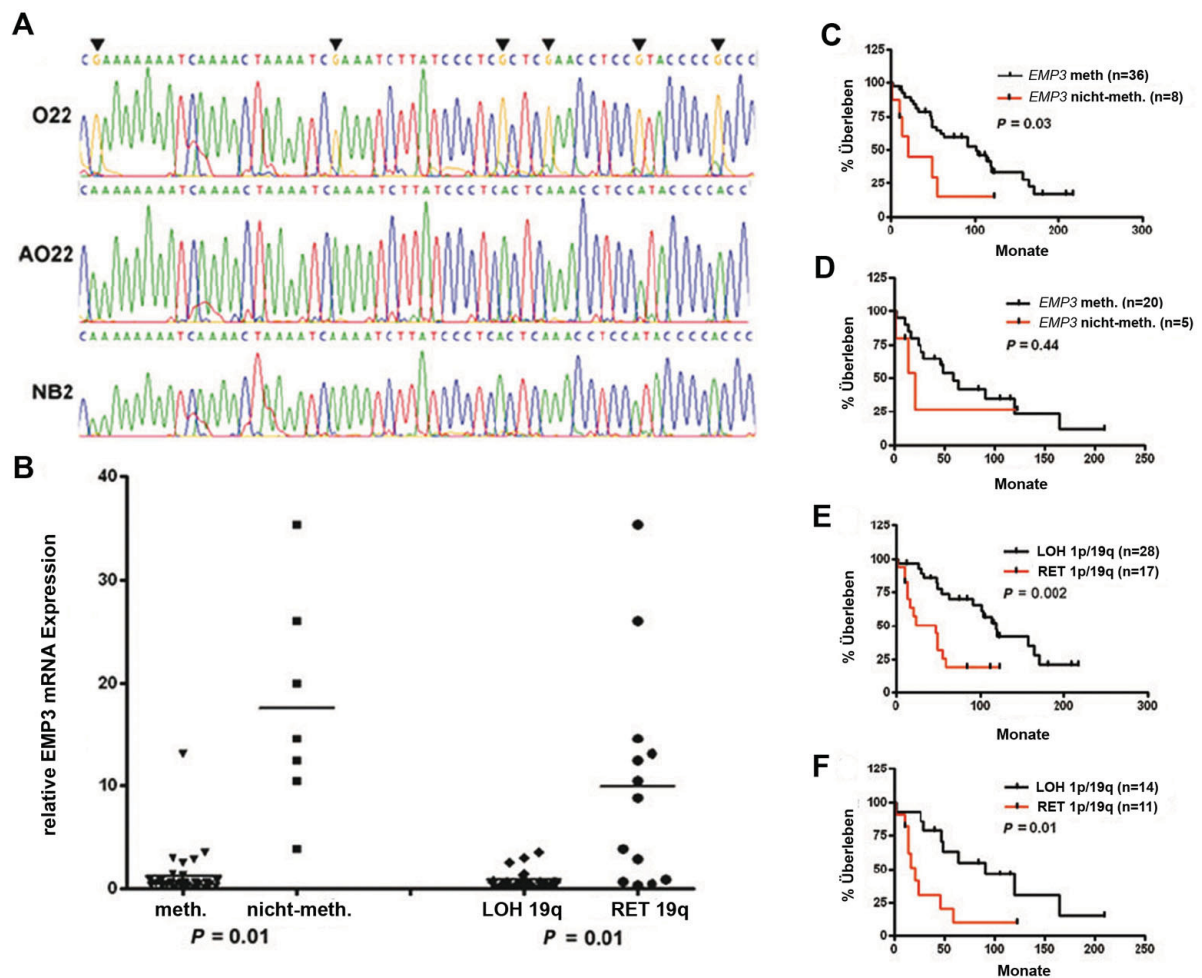 A
C G A A A A A A A T C A A A A C T A A A A T C G A A A T C T T A T C C C T C G C T C G A A C C T C C G T A C C C C G C C C
O22
C A A A A A A A A T C A A A A C T A A A A T C A A A A T C T T A T C C C T C A C T C A A A C C T C C A T A C C C C A C C
AO22
C A A A A A A A A T C A A A A C T A A A A T C A A A A T C T T A T C C C T C A C T C A A A C C T C C A T A C C C C A C C C
NB2
B
relative EMP3 mRNA Expression
40
30
20
10
0
meth.
nicht-meth.
LOH 19q
RET 19q
P = 0.01
P = 0.01
C
% Überleben
125
100
75
50
25
0
0
100
200
300
Monate
EMP3 meth (n=36)
EMP3 nicht-meth. (n=8)
P = 0.03
D
% Überleben
125
100
75
50
25
0
0
50
100
150
200
250
Monate
EMP3 meth. (n=20)
EMP3 nicht-meth. (n=5)
P = 0.44
E
% Überleben
125
100
75
50
25
0
0
100
200
300
Monate
LOH 1p/19q (n=28)
RET 1p/19q (n=17)
P = 0.002
F
% Überleben
125
100
75
50
25
0
0
50
100
150
200
250
Monate
LOH 1p/19q (n=14)
RET 1p/19q (n=11)
P = 0.01